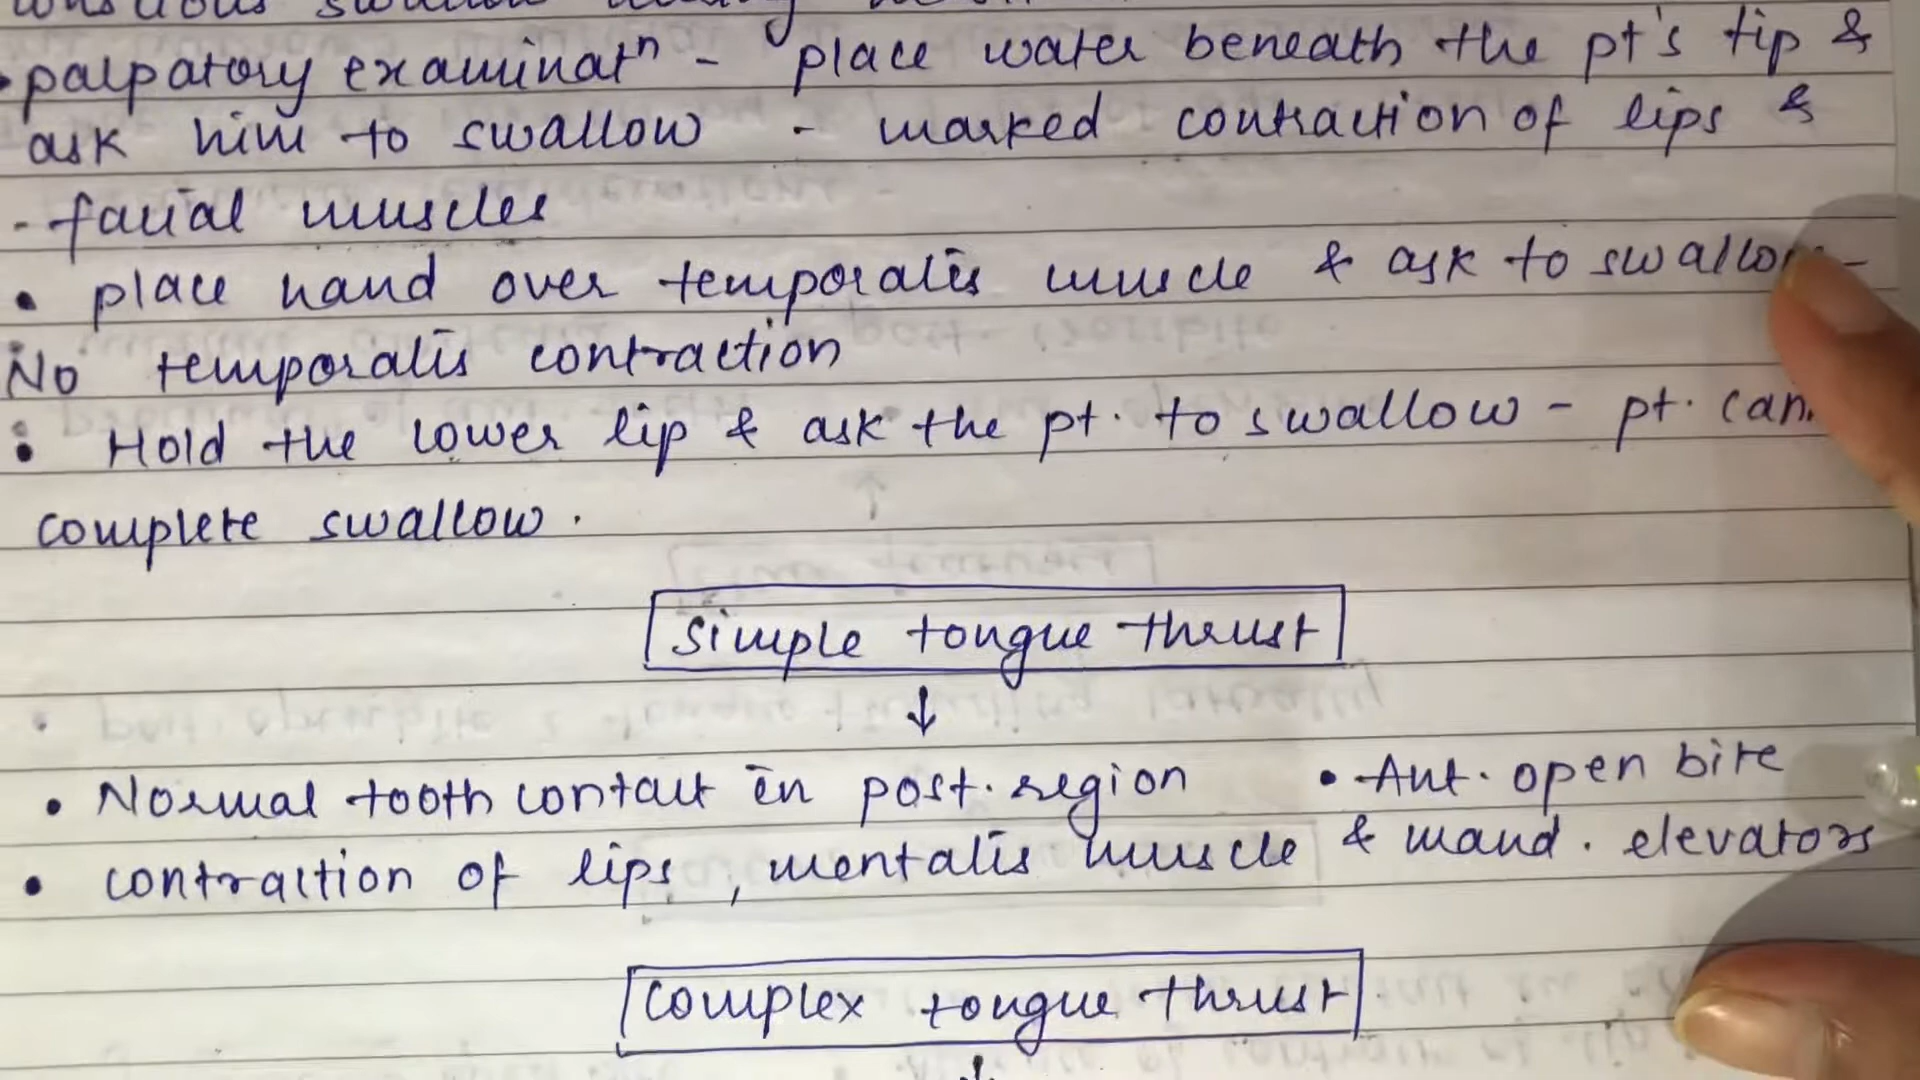 • palpatory examinatn - place water beneath the pt's tip &
ask him to swallow - marked contraction of lips &
- facial muscles
• place hand over temporalis muscle & ask to swallow -
No temporalis contraction
• Hold the lower lip & ask the pt. to swallow - pt.
complete swallow.
Simple tongue thrust
↓
• Normal tooth contact in post. region • Ant. open bite
• contraction of lips, mentalis muscle & mand. elevators
Complex tongue thrust
↓